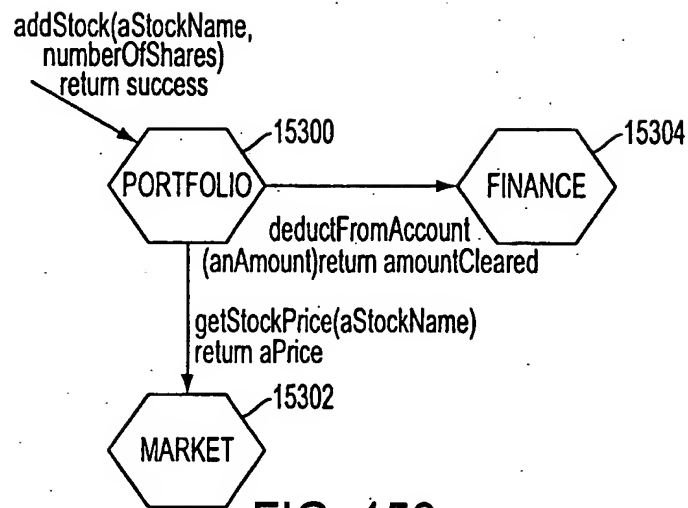 addStock(aStockName,
numberOfShares)
return success
15300
15304
PORTFOLIO
FINANCE
deductFromAccount
(anAmount)return amountCleared
getStockPrice(aStockName)
return aPrice
15302
MARKET